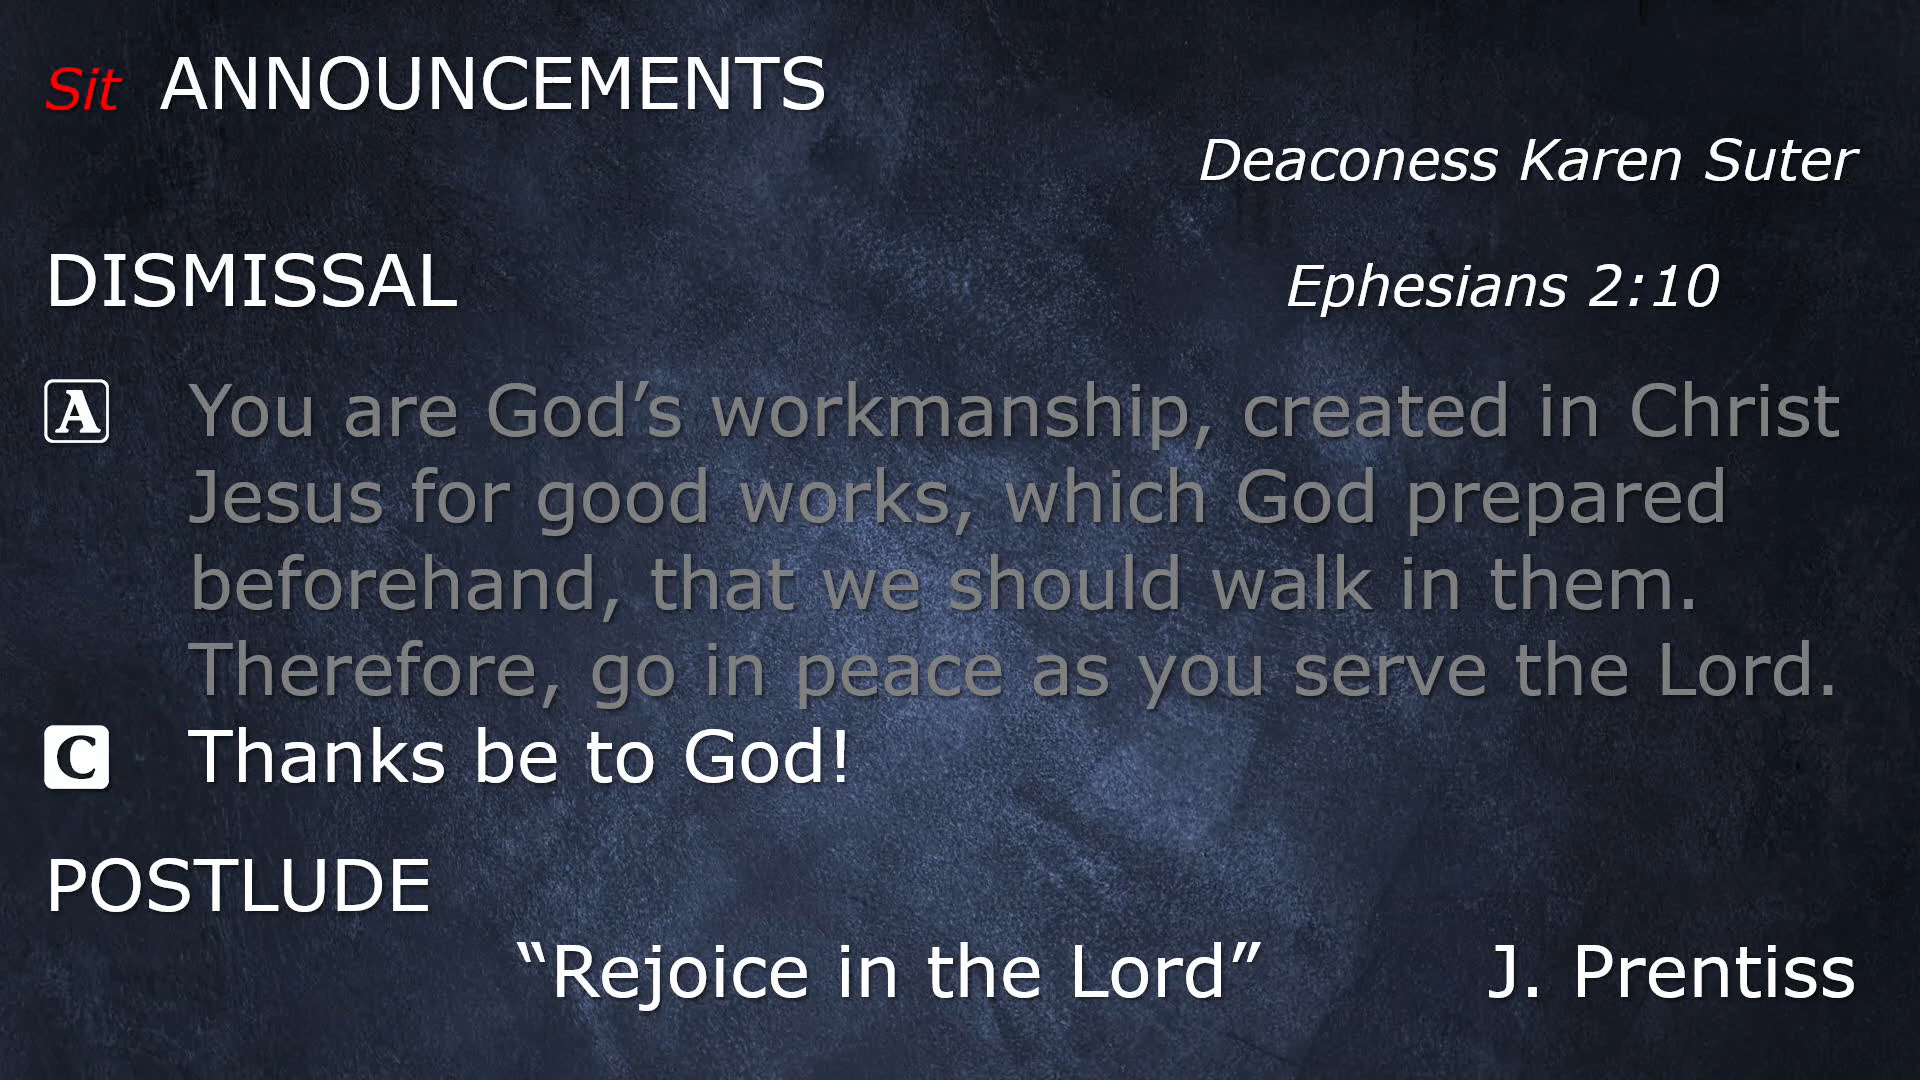 Sit ANNOUNCEMENTS
Deaconess Karen Suter
DISMISSAL Ephesians 2:10
A You are God’s workmanship, created in Christ
Jesus for good works, which God prepared
beforehand, that we should walk in them.
Therefore, go in peace as you serve the Lord.
C Thanks be to God!
POSTLUDE
“Rejoice in the Lord” J. Prentiss